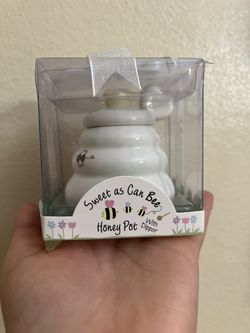 Sweet as Can Bee
Honey Pot
With
Dipper